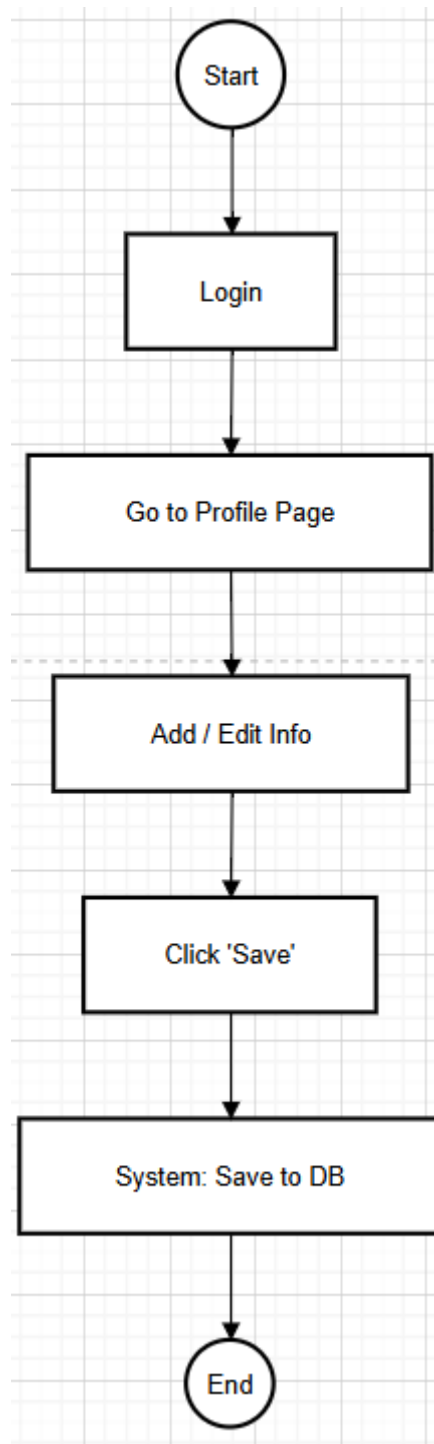 Start
Login
Go to Profile Page
Add / Edit Info
Click 'Save'
System: Save to DB
End